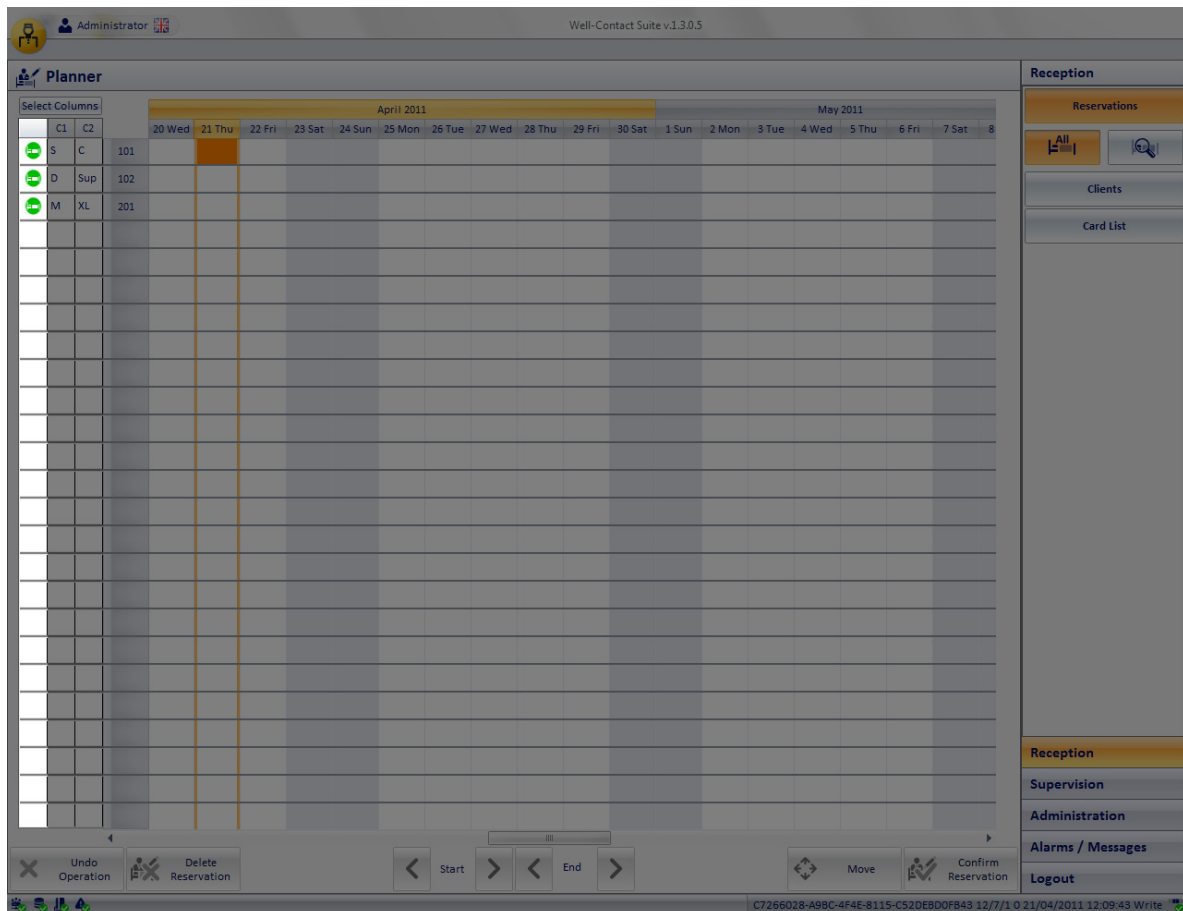 Administrator
Well-Contact Suite v.1.3.0.5
Planner
Reception
Select Columns
April 2011
May 2011
Reservations
C1 C2
20 Wed 21 Thu 22 Fri 23 Sat 24 Sun 25 Mon 26 Tue 27 Wed 28 Thu 29 Fri 30 Sat 1 Sun 2 Mon 3 Tue 4 Wed 5 Thu 6 Fri 7 Sat 8
S C 101
All
D Sup 102
Clients
M XL 201
Card List
Reception
Supervision
Administration
Alarms / Messages
Logout
Undo Operation
Delete Reservation
Start
End
Move
Confirm Reservation
C7266028-A9BC-4F4E-8115-C52DEBD0FB43 12/7/1 0 21/04/2011 12:09:43 Write